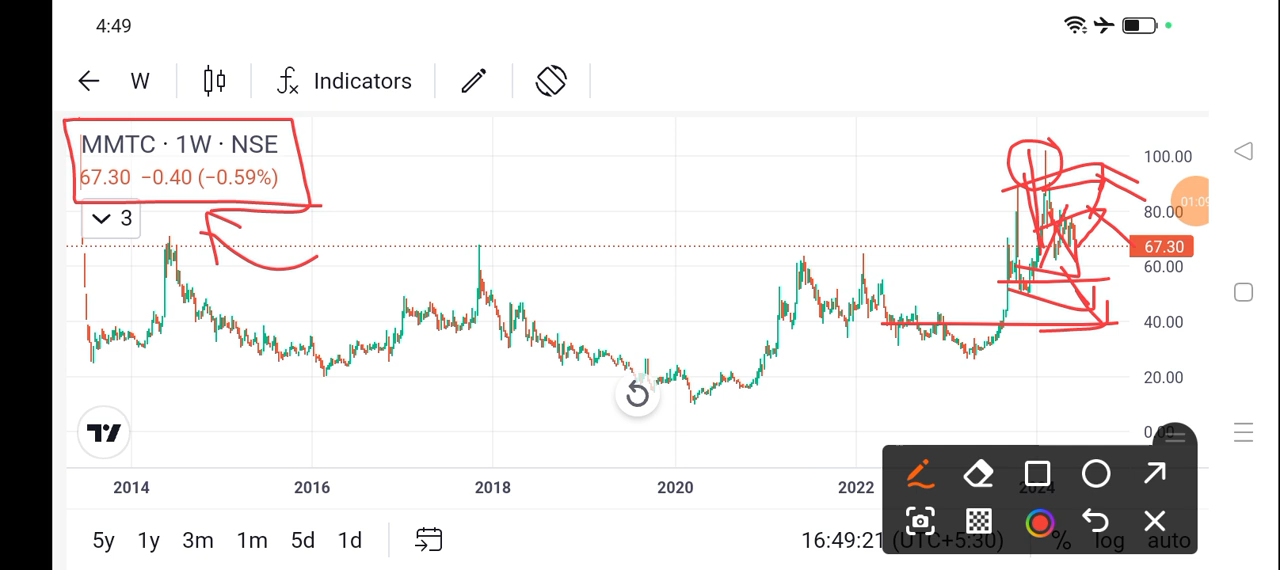 4:49
W
Indicators
MMTC · 1W · NSE
67.30 −0.40 (−0.59%)
3
100.00
80.00
01:09
67.30
60.00
40.00
20.00
2014 2016 2018 2020 2022 2024
5y 1y 3m 1m 5d 1d
16:49:21 (UTC+5:30) % log auto